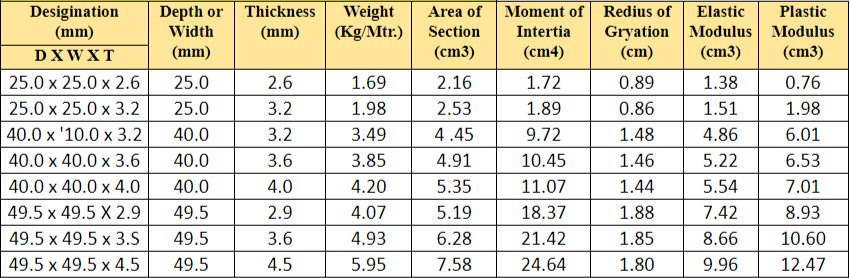 Desigination (mm) Depth or Width (mm) Thickness (mm) Weight (Kg/Mtr.) Area of Section (cm3) Moment of Intertia (cm4) Redius of Gryation (cm) Elastic Modulus (cm3) Plastic Modulus (cm3)
D X W X T
25.0 x 25.0 x 2.6 25.0 2.6 1.69 2.16 1.72 0.89 1.38 0.76
25.0 x 25.0 x 3.2 25.0 3.2 1.98 2.53 1.89 0.86 1.51 1.98
40.0 x '10.0 x 3.2 40.0 3.2 3.49 4 .45 9.72 1.48 4.86 6.01
40.0 x 40.0 x 3.6 40.0 3.6 3.85 4.91 10.45 1.46 5.22 6.53
40.0 x 40.0 x 4.0 40.0 4.0 4.20 5.35 11.07 1.44 5.54 7.01
49.5 x 49.5 X 2.9 49.5 2.9 4.07 5.19 18.37 1.88 7.42 8.93
49.5 x 49.5 x 3.S 49.5 3.6 4.93 6.28 21.42 1.85 8.66 10.60
49.5 x 49.5 x 4.5 49.5 4.5 5.95 7.58 24.64 1.80 9.96 12.47